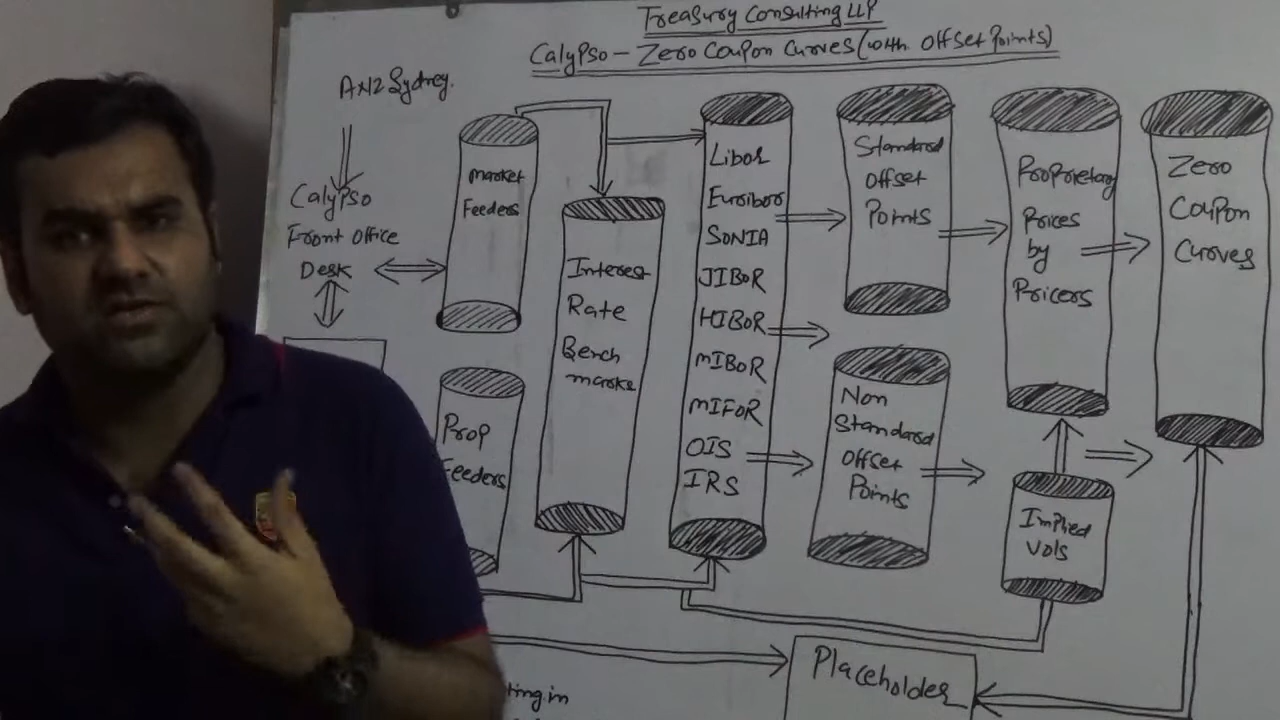 Treasury Consulting LLP
Calypso - Zero Coupon Curves (with Offset Points)
ANZ Sydney.
Calypso
Front Office
Desk
Market
Feeders
Prop
Feeders
Interest
Rate
Bench
marks
Libor
Euribor
SONIA
JIBOR
HIBOR
MIBOR
MIFOR
OIS
IRS
Standard
Offset
Points
Non
Standard
Offset
Points
Proprietary
Prices
by
Pricers
Implied
Vols
Zero
Coupon
Curves
Placeholder
ting in